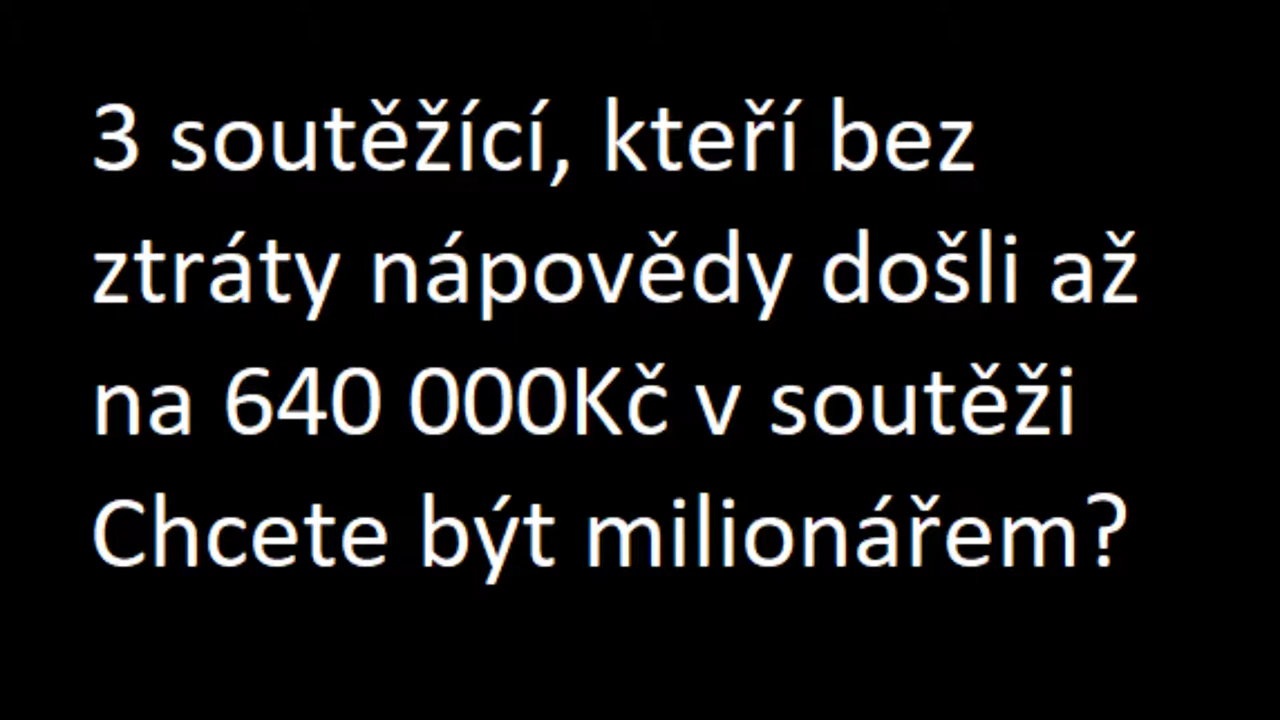 3 soutěžící, kteří bez
ztráty nápovědy došli až
na 640 000Kč v soutěži
Chcete být milionářem?